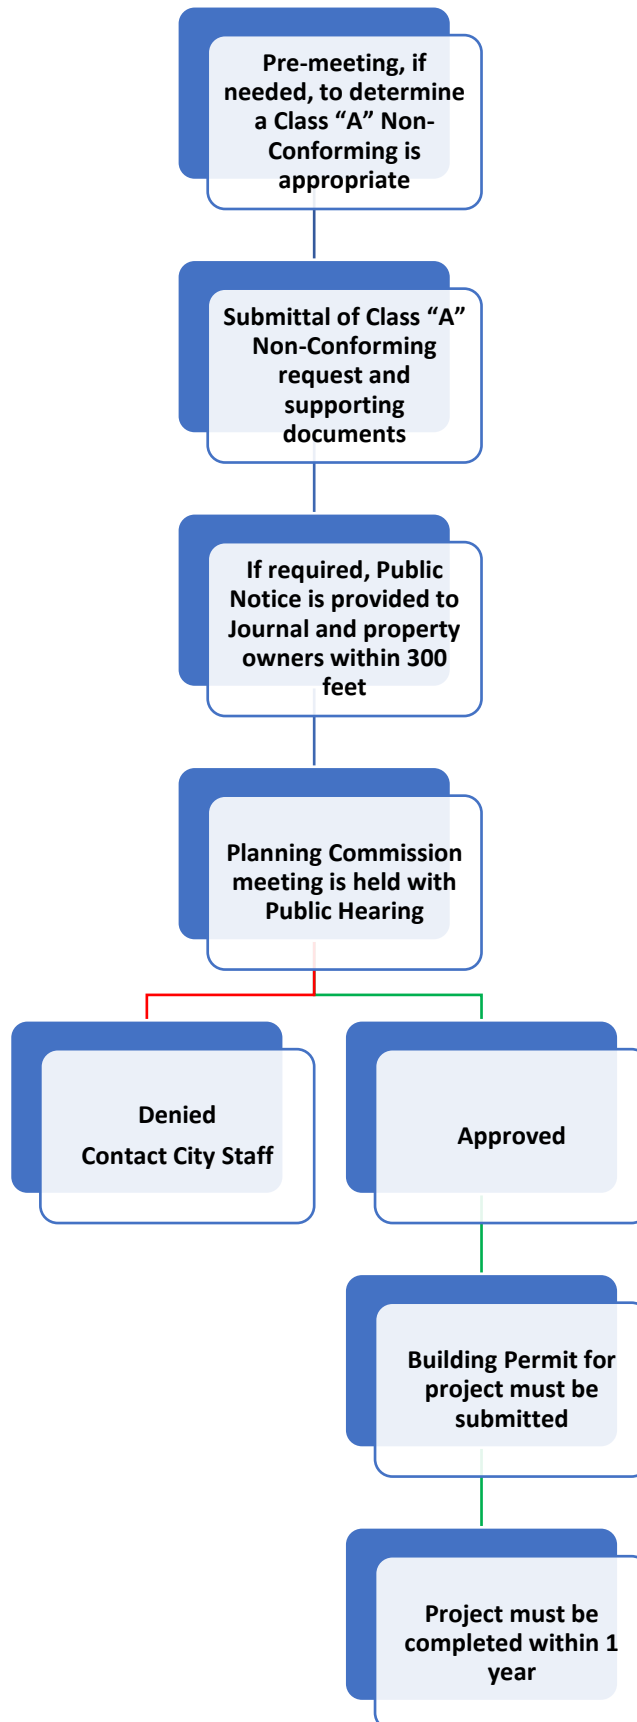 Pre-meeting, if
needed, to determine
a Class “A” Non-
Conforming is
appropriate
Submittal of Class “A”
Non-Conforming
request and
supporting
documents
If required, Public
Notice is provided to
Journal and property
owners within 300
feet
Planning Commission
meeting is held with
Public Hearing
Denied
Contact City Staff
Approved
Building Permit for
project must be
submitted
Project must be
completed within 1
year